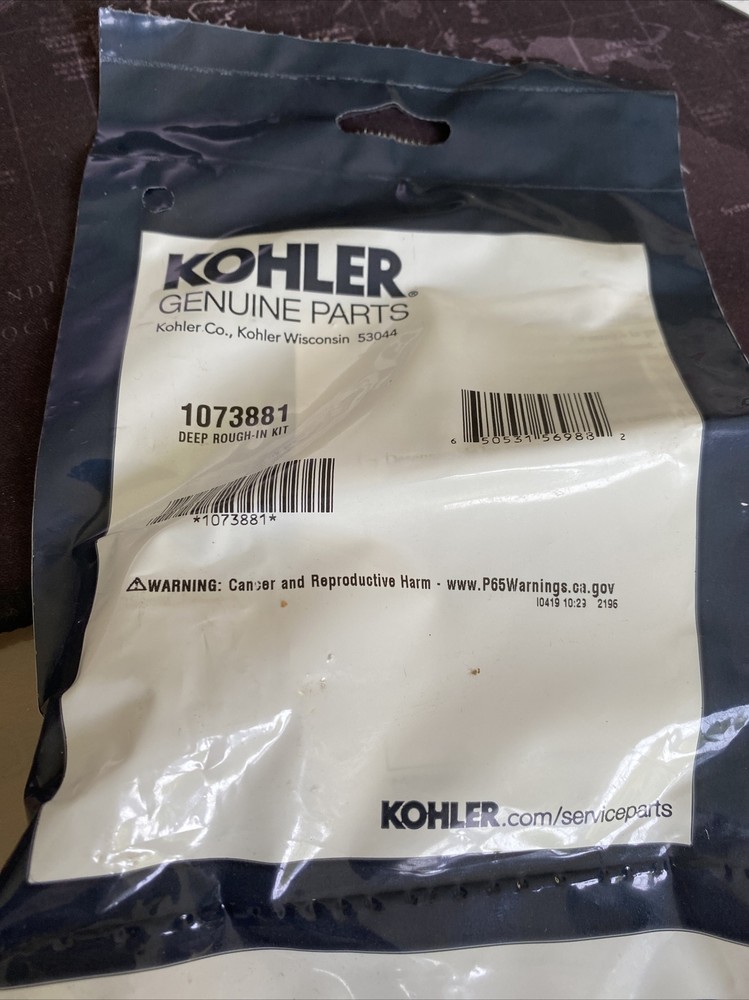 KOHLER®
GENUINE PARTS
Kohler Co., Kohler Wisconsin 53044
1073881
DEEP ROUGH-IN KIT
6 50531 56983 2
*1073881*
⚠WARNING: Cancer and Reproductive Harm - www.P65Warnings.ca.gov
I0419 10:23 2196
KOHLER.com/serviceparts